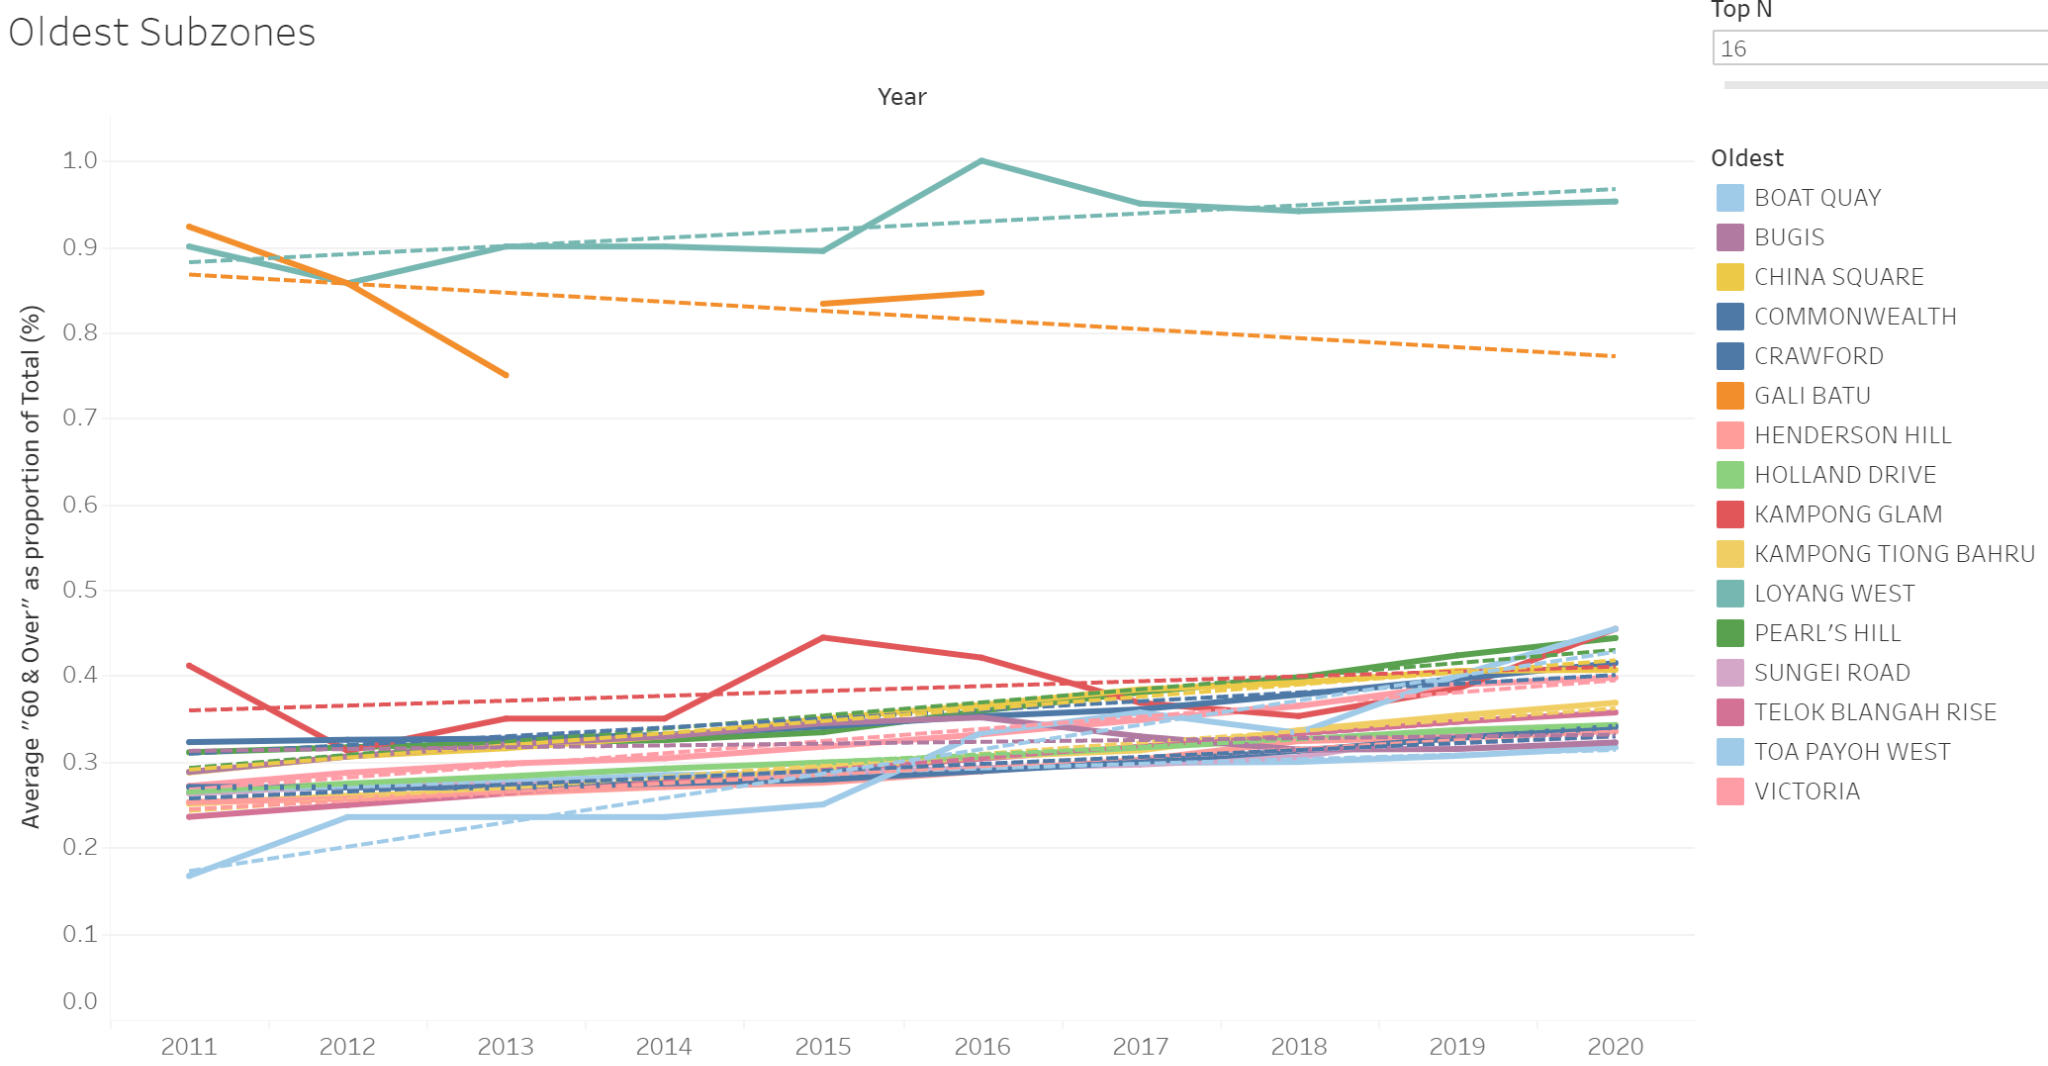 Oldest Subzones
Top N
16
Year
Oldest
BOAT QUAY
BUGIS
CHINA SQUARE
COMMONWEALTH
CRAWFORD
GALI BATU
HENDERSON HILL
HOLLAND DRIVE
KAMPONG GLAM
KAMPONG TIONG BAHRU
LOYANG WEST
PEARL'S HILL
SUNGEI ROAD
TELOK BLANGAH RISE
TOA PAYOH WEST
VICTORIA
Average "60 & Over" as proportion of Total (%)
1.0
0.9
0.8
0.7
0.6
0.5
0.4
0.3
0.2
0.1
0.0
2011 2012 2013 2014 2015 2016 2017 2018 2019 2020